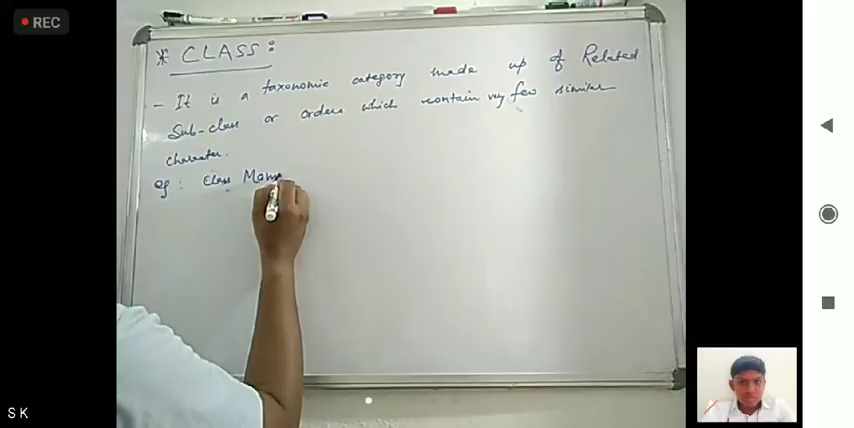 REC
* CLASS:
- It is a taxonomic category made up of Related
Sub-class or orders which contain very few similar
character.
eg: Class Mam
S K